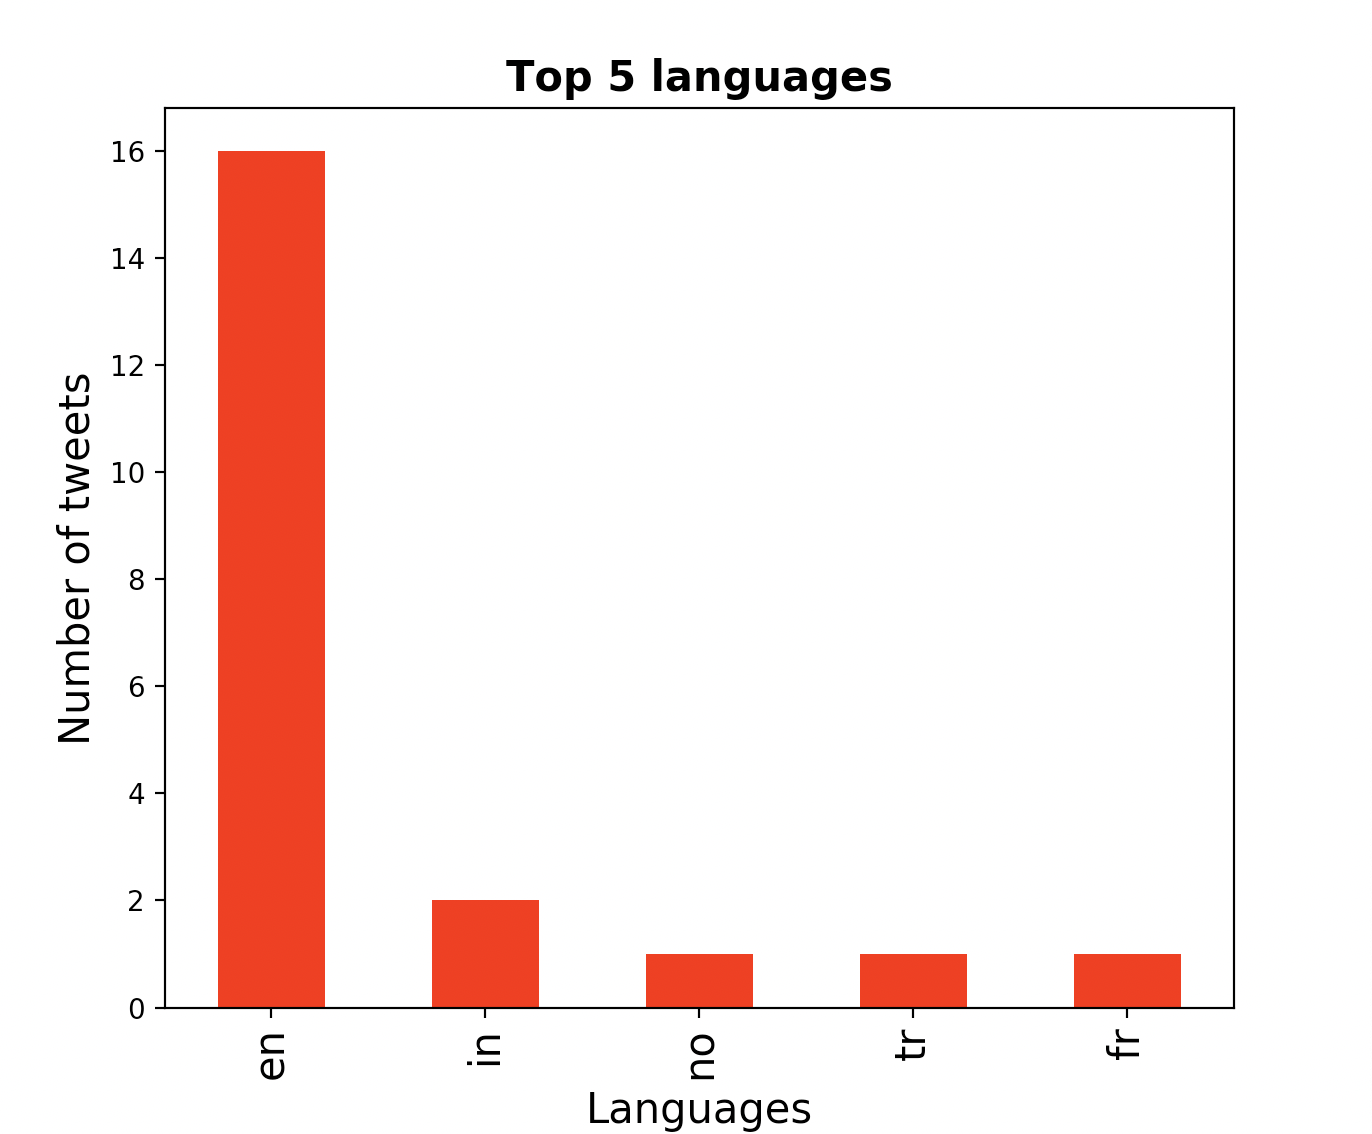 Top 5 languages
16
14
12
10
8
6
4
2
0
Number of tweets
en in no tr fr
Languages